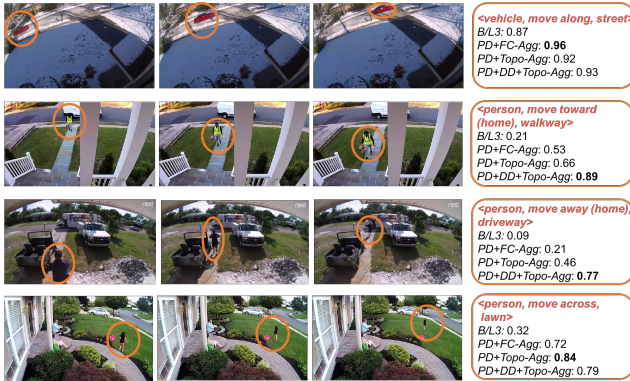 <vehicle, move along, street>
B/L3: 0.87
PD+FC-Agg: 0.96
PD+Topo-Agg: 0.92
PD+DD+Topo-Agg: 0.93
<person, move toward
(home), walkway>
B/L3: 0.21
PD+FC-Agg: 0.53
PD+Topo-Agg: 0.66
PD+DD+Topo-Agg: 0.89
nest
nest
nest
<person, move away (home),
driveway>
B/L3: 0.09
PD+FC-Agg: 0.21
PD+Topo-Agg: 0.46
PD+DD+Topo-Agg: 0.77
<person, move across,
lawn>
B/L3: 0.32
PD+FC-Agg: 0.72
PD+Topo-Agg: 0.84
PD+DD+Topo-Agg: 0.79